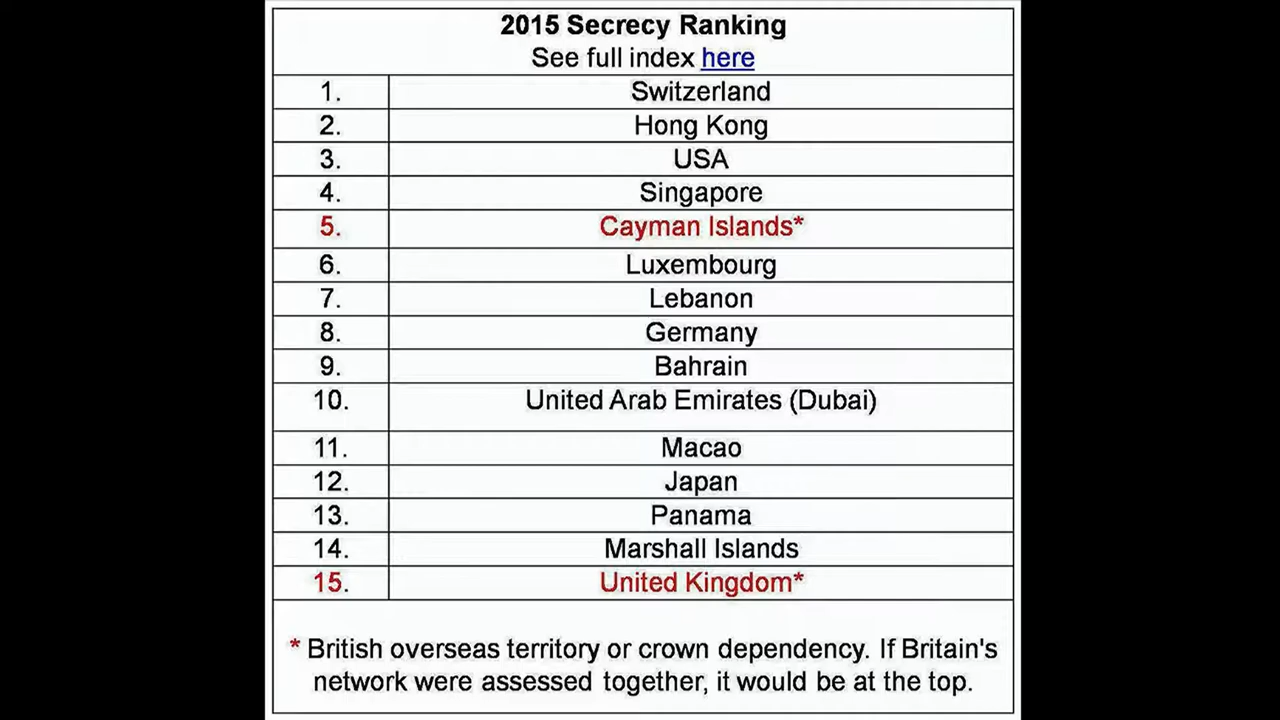 2015 Secrecy Ranking
See full index here
1. Switzerland
2. Hong Kong
3. USA
4. Singapore
5. Cayman Islands*
6. Luxembourg
7. Lebanon
8. Germany
9. Bahrain
10. United Arab Emirates (Dubai)
11. Macao
12. Japan
13. Panama
14. Marshall Islands
15. United Kingdom*
* British overseas territory or crown dependency. If Britain's
network were assessed together, it would be at the top.